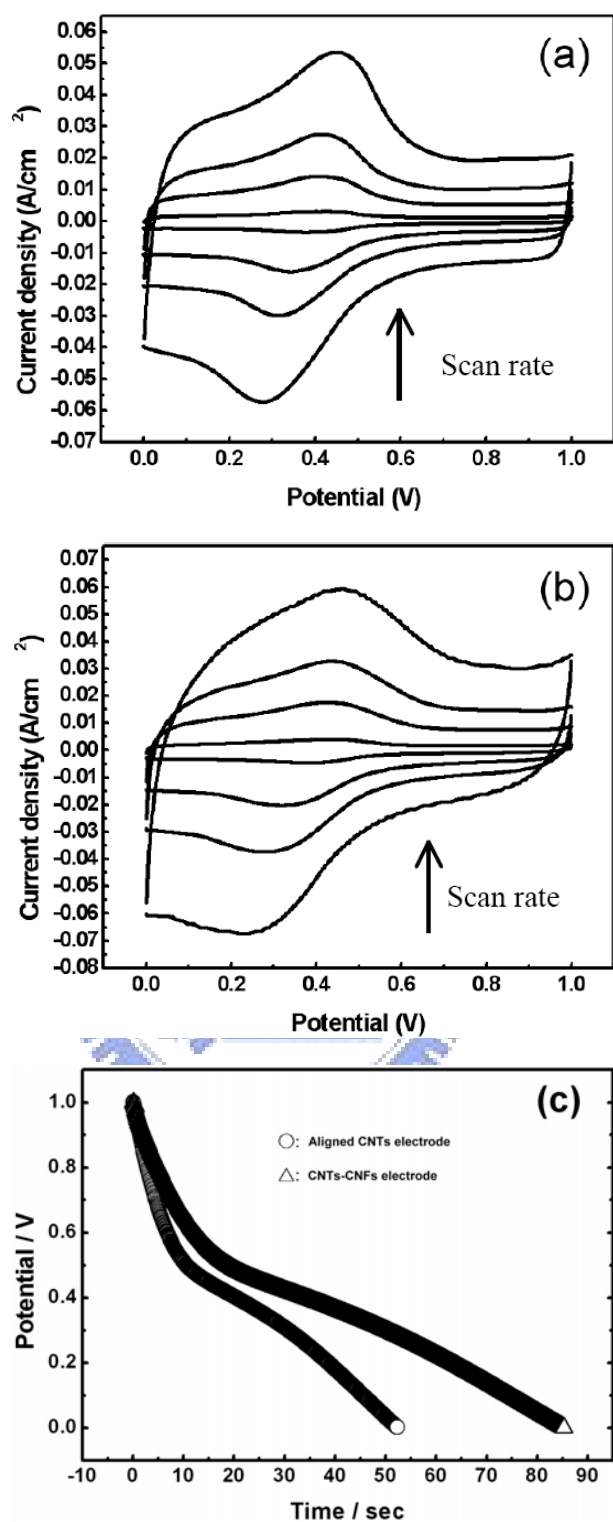 (a)
0.06
0.05
0.04
0.03
0.02
0.01
0.00
-0.01
-0.02
-0.03
-0.04
-0.05
-0.06
-0.07
Current density (A/cm²)
Scan rate
0.0 0.2 0.4 0.6 0.8 1.0
Potential (V)
(b)
0.07
0.06
0.05
0.04
0.03
0.02
0.01
0.00
-0.01
-0.02
-0.03
-0.04
-0.05
-0.06
-0.07
-0.08
Current density (A/cm²)
Scan rate
0.0 0.2 0.4 0.6 0.8 1.0
Potential (V)
(c)
1.0
0.8
0.6
0.4
0.2
0.0
Potential / V
○: Aligned CNTs electrode
△: CNTs-CNFs electrode
-10 0 10 20 30 40 50 60 70 80 90
Time / sec